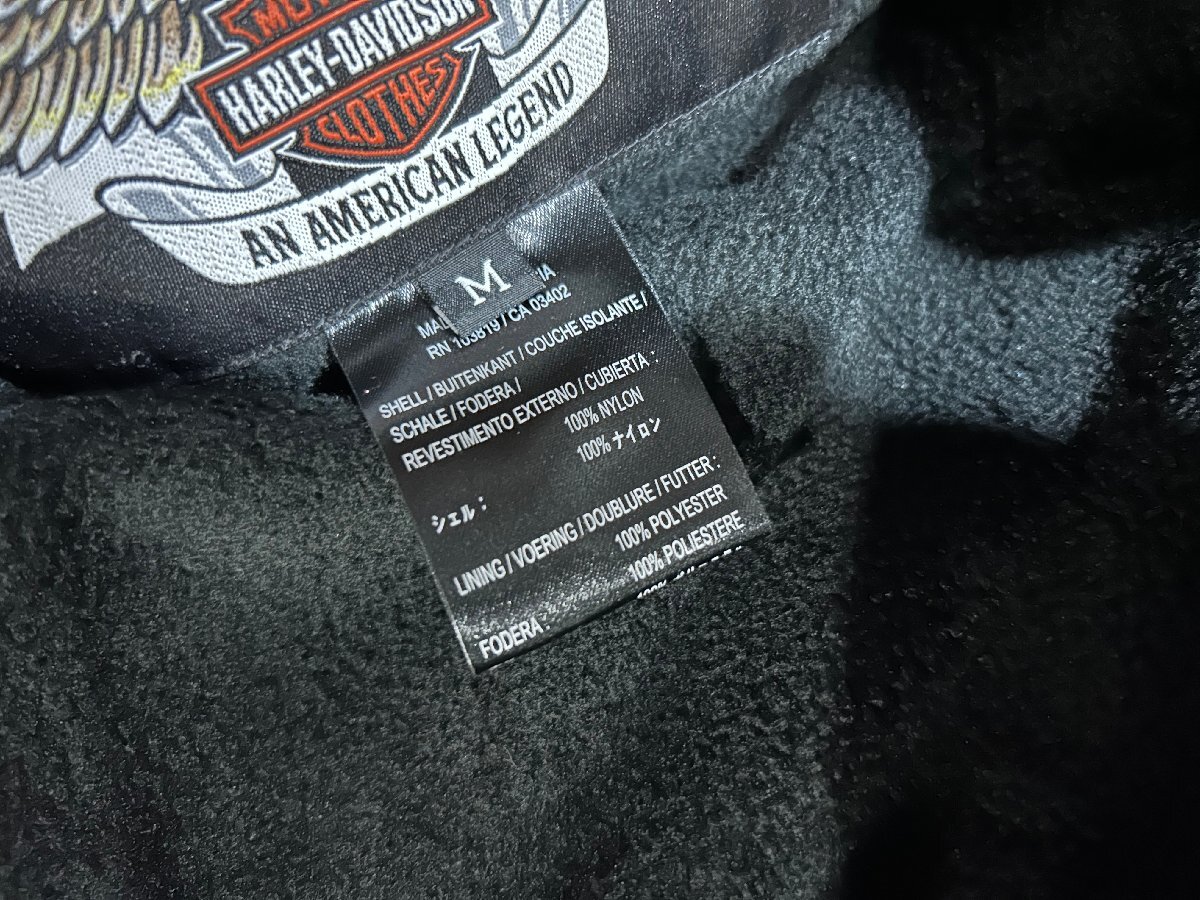 HARLEY-DAVIDSON
CLOTHES
AN AMERICAN LEGEND
M
RN 103819 / CA 03402
SHELL / BUITENKANT / COUCHE ISOLANTE /
SCHALE / FODERA /
REVESTIMENTO EXTERNO / CUBIERTA :
100% NYLON
100% ナイロン
シェル :
LINING / VOERING / DOUBLURE / FUTTER :
100% POLYESTER
100% POLIESTERE
FODERA :